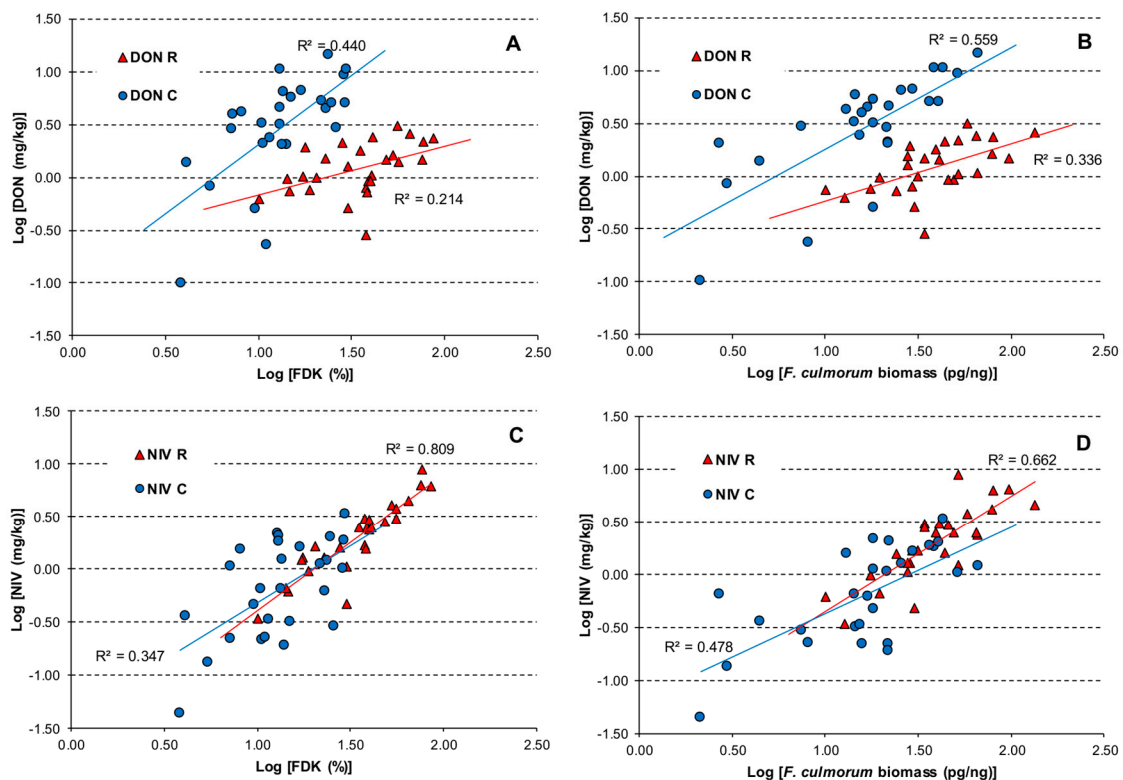 A
R² = 0.440
DON R
DON C
R² = 0.214
1.50
1.00
0.50
0.00
-0.50
-1.00
-1.50
0.00 0.50 1.00 1.50 2.00 2.50
Log [DON (mg/kg)]
Log [FDK (%)]
B
R² = 0.559
DON R
DON C
R² = 0.336
1.50
1.00
0.50
0.00
-0.50
-1.00
-1.50
0.00 0.50 1.00 1.50 2.00 2.50
Log [DON (mg/kg)]
Log [F. culmorum biomass (pg/ng)]
C
R² = 0.809
NIV R
NIV C
R² = 0.347
1.50
1.00
0.50
0.00
-0.50
-1.00
-1.50
0.00 0.50 1.00 1.50 2.00 2.50
Log [NIV (mg/kg)]
Log [FDK (%)]
D
R² = 0.662
NIV R
NIV C
R² = 0.478
1.50
1.00
0.50
0.00
-0.50
-1.00
-1.50
0.00 0.50 1.00 1.50 2.00 2.50
Log [NIV (mg/kg)]
Log [F. culmorum biomass (pg/ng)]